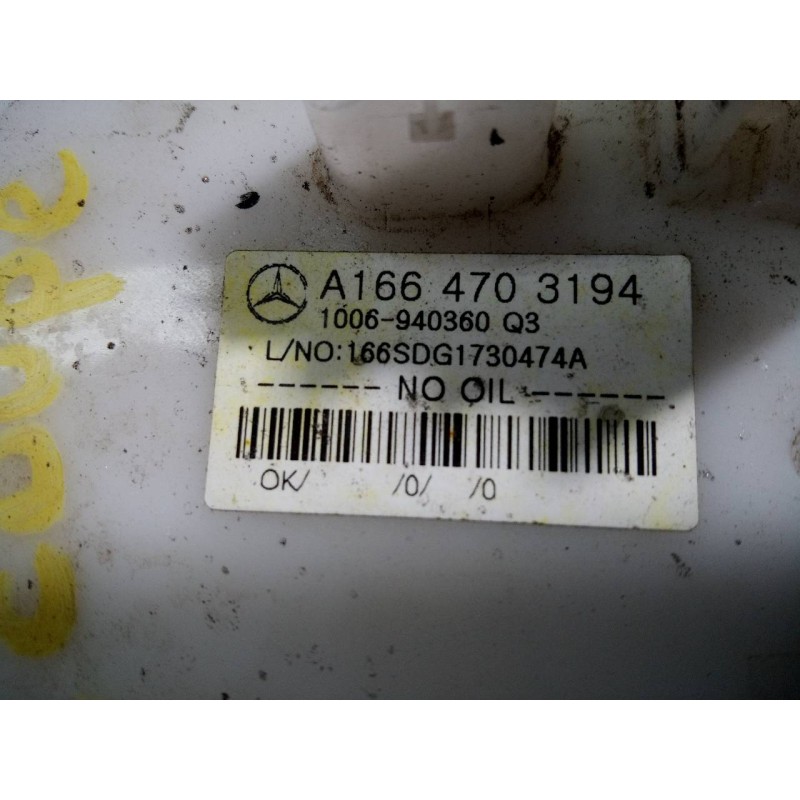 coupe
A166 470 3194
1006-940360 Q3
L/NO:166SDG1730474A
------ NO OIL ------
OK/ /0/ /0